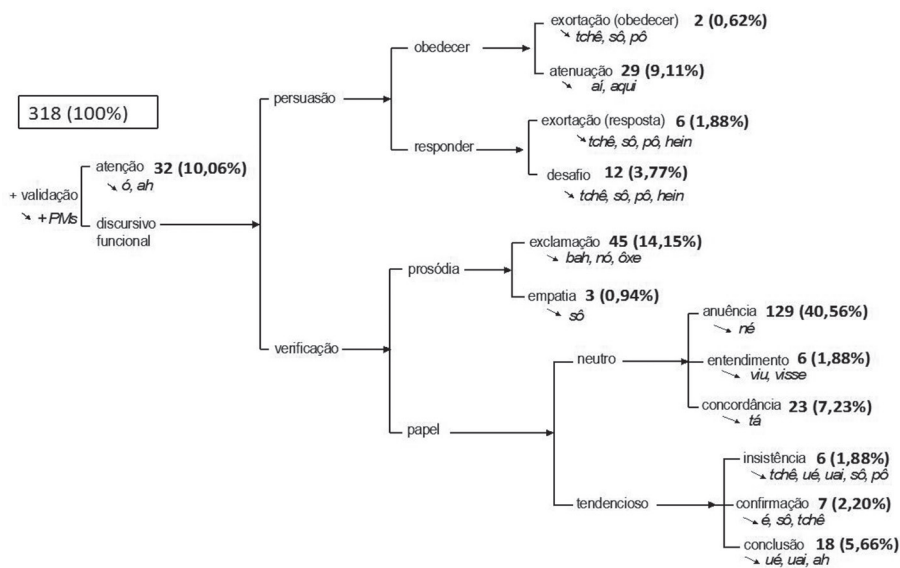 318 (100%)
+ validação
+ PMs
atenção 32 (10,06%)
ó, ah
discursivo
funcional
persuasão
obedecer
exortação (obedecer) 2 (0,62%)
tchê, sô, pô
atenuação 29 (9,11%)
aí, aqui
responder
exortação (resposta) 6 (1,88%)
tchê, sô, pô, hein
desafio 12 (3,77%)
tchê, sô, pô, hein
verificação
prosódia
exclamação 45 (14,15%)
bah, nó, ôxe
empatia 3 (0,94%)
sô
papel
neutro
anuência 129 (40,56%)
né
entendimento 6 (1,88%)
viu, visse
concordância 23 (7,23%)
tá
tendencioso
insistência 6 (1,88%)
tchê, ué, uai, sô, pô
confirmação 7 (2,20%)
é, sô, tchê
conclusão 18 (5,66%)
ué, uai, ah